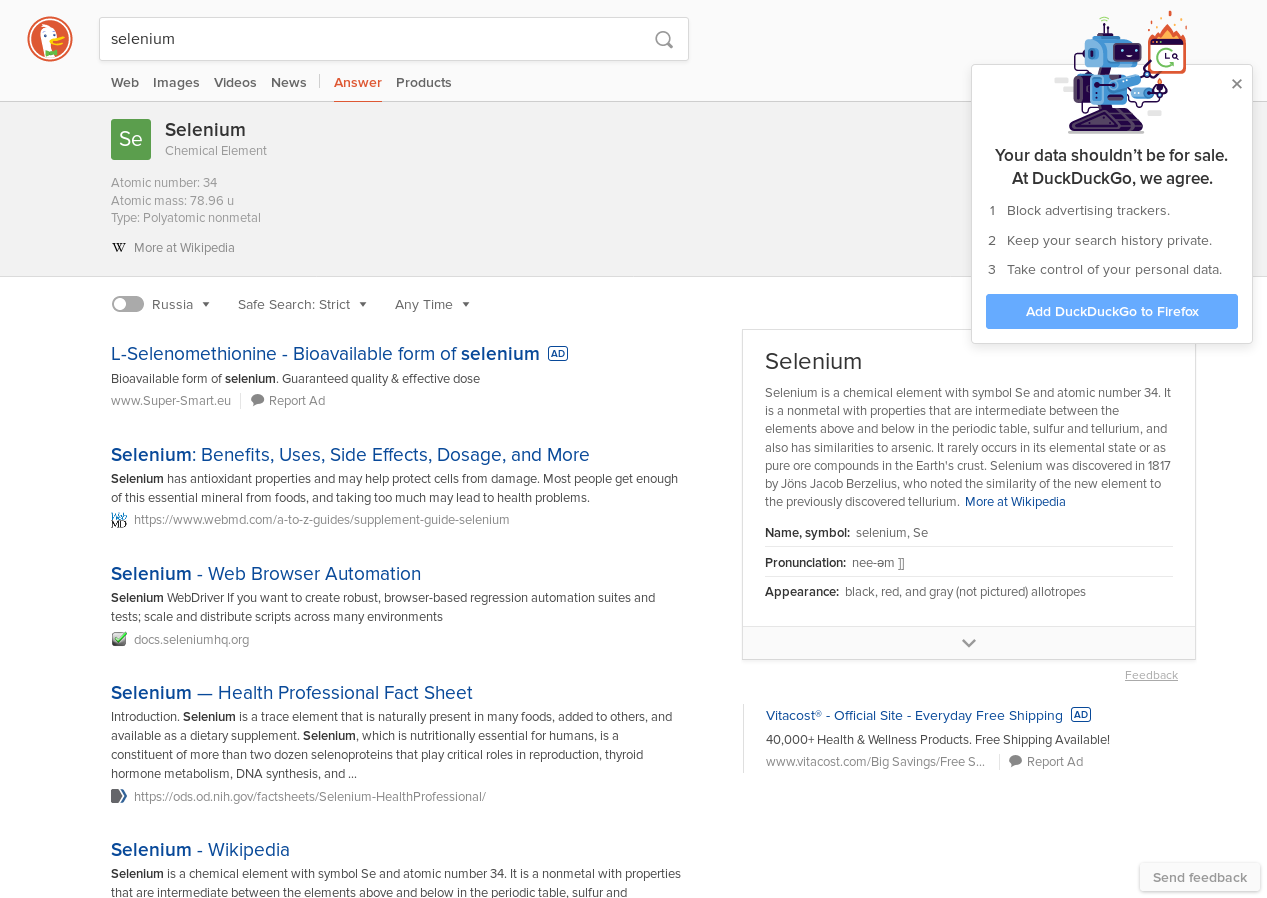 selenium
Web Images Videos News Answer Products
Se
Selenium
Chemical Element
Atomic number: 34
Atomic mass: 78.96 u
Type: Polyatomic nonmetal
W More at Wikipedia
Your data shouldn’t be for sale.
At DuckDuckGo, we agree.
1 Block advertising trackers.
2 Keep your search history private.
3 Take control of your personal data.
Add DuckDuckGo to Firefox
Russia Safe Search: Strict Any Time
L-Selenomethionine - Bioavailable form of selenium AD
Bioavailable form of selenium. Guaranteed quality & effective dose
www.Super-Smart.eu Report Ad
Selenium: Benefits, Uses, Side Effects, Dosage, and More
Selenium has antioxidant properties and may help protect cells from damage. Most people get enough
of this essential mineral from foods, and taking too much may lead to health problems.
Web MD https://www.webmd.com/a-to-z-guides/supplement-guide-selenium
Selenium - Web Browser Automation
Selenium WebDriver If you want to create robust, browser-based regression automation suites and
tests; scale and distribute scripts across many environments
docs.seleniumhq.org
Selenium — Health Professional Fact Sheet
Introduction. Selenium is a trace element that is naturally present in many foods, added to others, and
available as a dietary supplement. Selenium, which is nutritionally essential for humans, is a
constituent of more than two dozen selenoproteins that play critical roles in reproduction, thyroid
hormone metabolism, DNA synthesis, and ...
https://ods.od.nih.gov/factsheets/Selenium-HealthProfessional/
Selenium - Wikipedia
Selenium is a chemical element with symbol Se and atomic number 34. It is a nonmetal with properties
that are intermediate between the elements above and below in the periodic table, sulfur and
Selenium
Selenium is a chemical element with symbol Se and atomic number 34. It
is a nonmetal with properties that are intermediate between the
elements above and below in the periodic table, sulfur and tellurium, and
also has similarities to arsenic. It rarely occurs in its elemental state or as
pure ore compounds in the Earth's crust. Selenium was discovered in 1817
by Jöns Jacob Berzelius, who noted the similarity of the new element to
the previously discovered tellurium. More at Wikipedia
Name, symbol: selenium, Se
Pronunciation: nee-əm ]]
Appearance: black, red, and gray (not pictured) allotropes
Feedback
Vitacost® - Official Site - Everyday Free Shipping AD
40,000+ Health & Wellness Products. Free Shipping Available!
www.vitacost.com/Big Savings/Free S... Report Ad
Send feedback